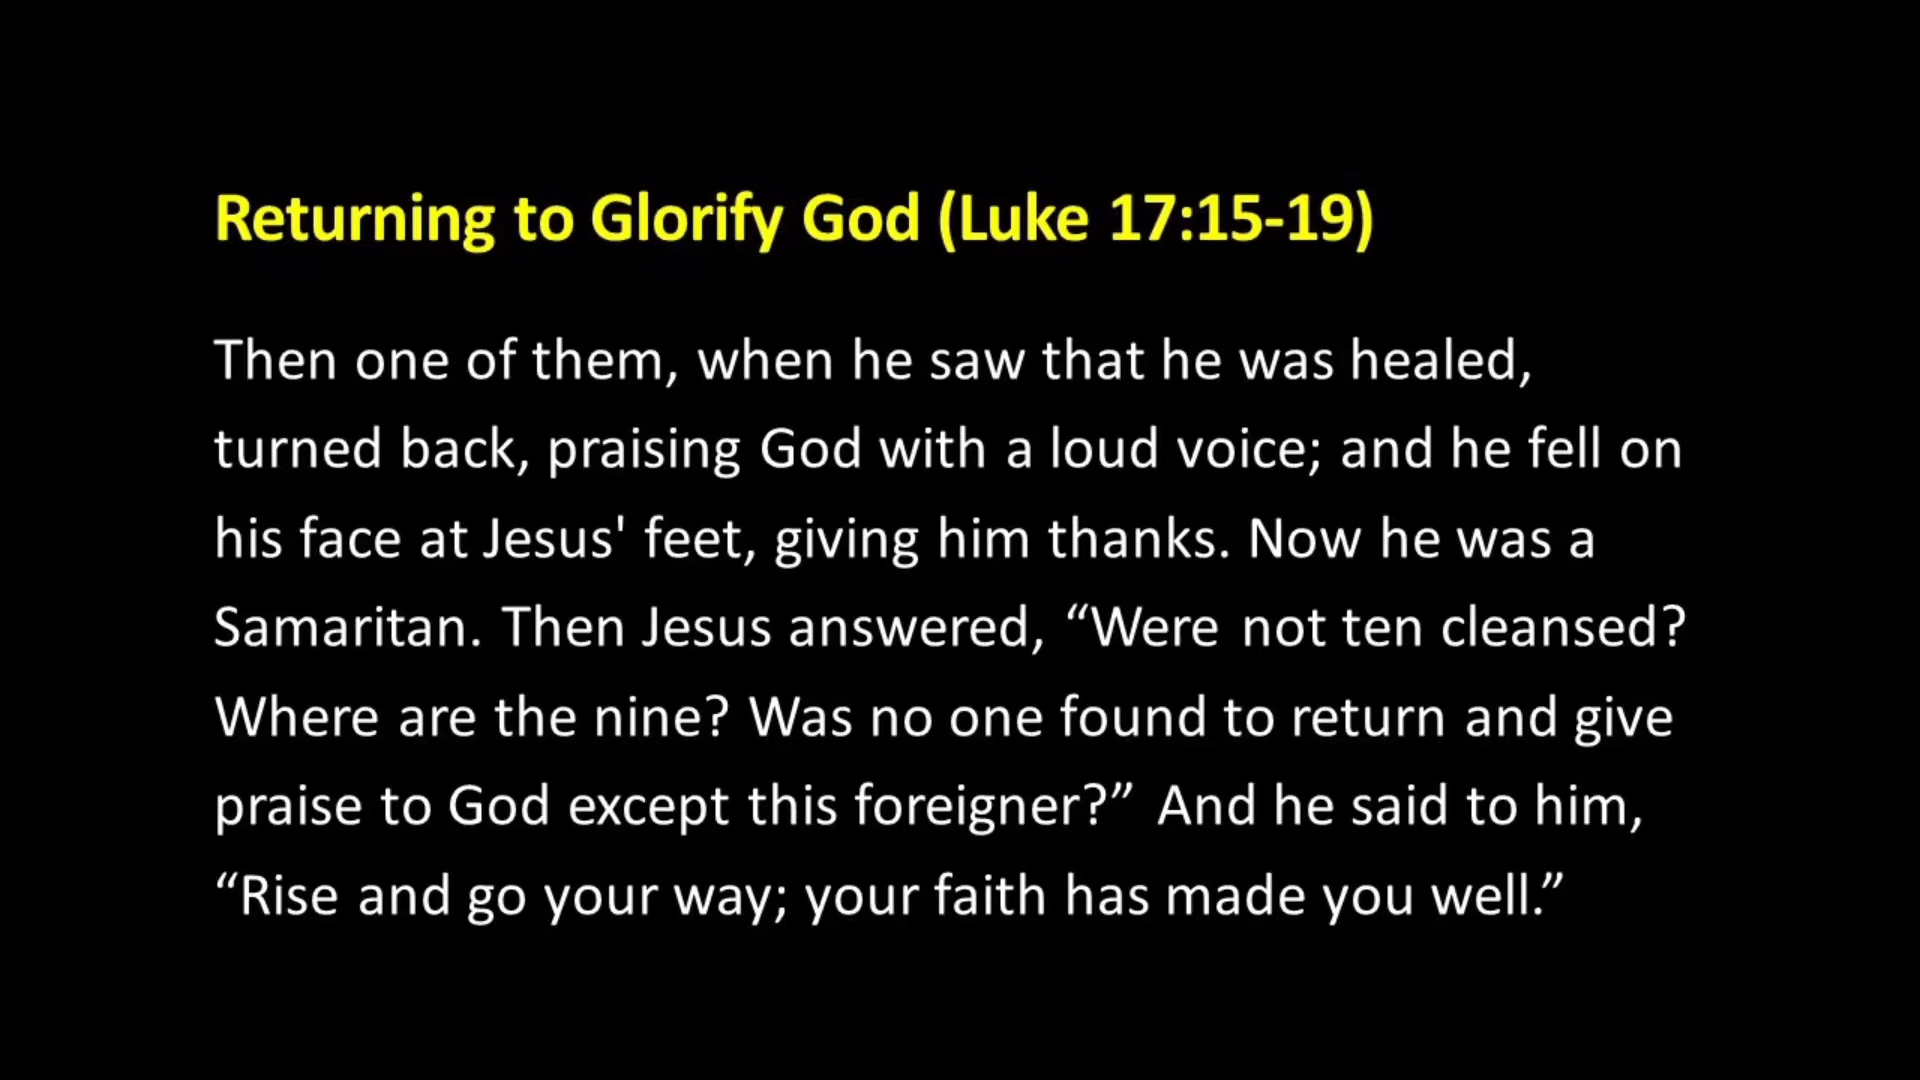 Returning to Glorify God (Luke 17:15-19)
Then one of them, when he saw that he was healed,
turned back, praising God with a loud voice; and he fell on
his face at Jesus' feet, giving him thanks. Now he was a
Samaritan. Then Jesus answered, “Were not ten cleansed?
Where are the nine? Was no one found to return and give
praise to God except this foreigner?” And he said to him,
“Rise and go your way; your faith has made you well.”